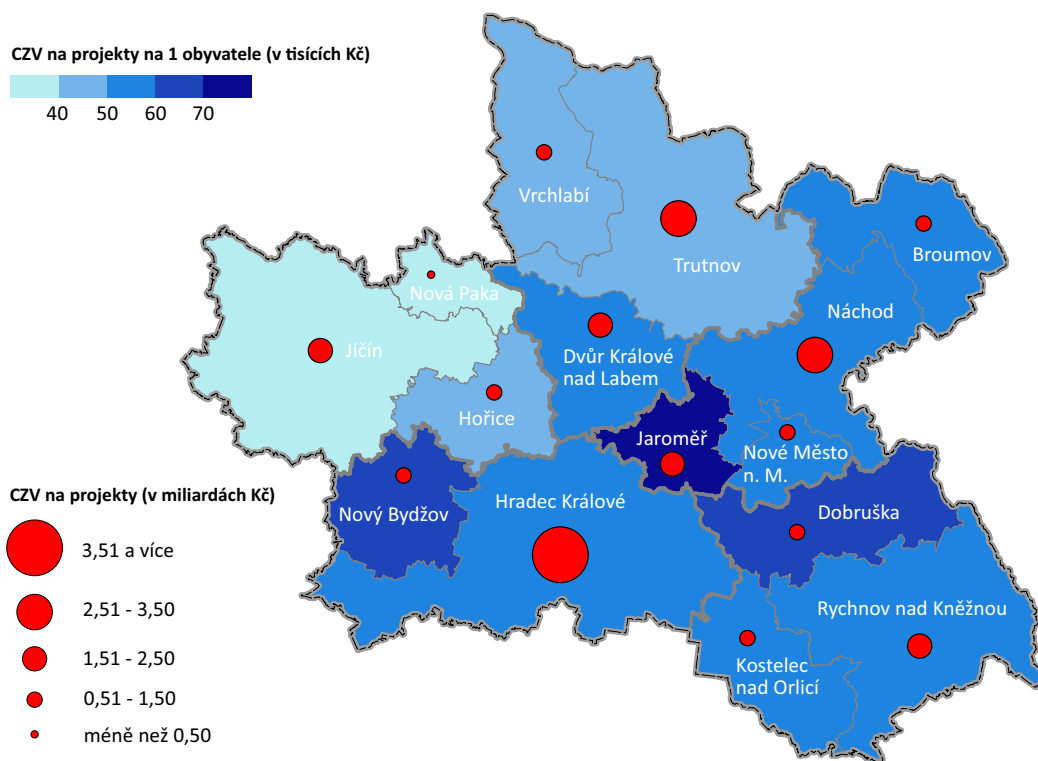 CZV na projekty na 1 obyvatele (v tisících Kč)
40 50 60 70
Vrchlabí
Trutnov
Broumov
Nová Paka
Náchod
Jičín
Dvůr Králové
nad Labem
Hořice
Jaroměř
Nové Město
n. M.
CZV na projekty (v miliardách Kč)
Nový Bydžov
Hradec Králové
Dobruška
3,51 a více
2,51 - 3,50
Rychnov nad Kněžnou
1,51 - 2,50
Kostelec
nad Orlicí
0,51 - 1,50
méně než 0,50